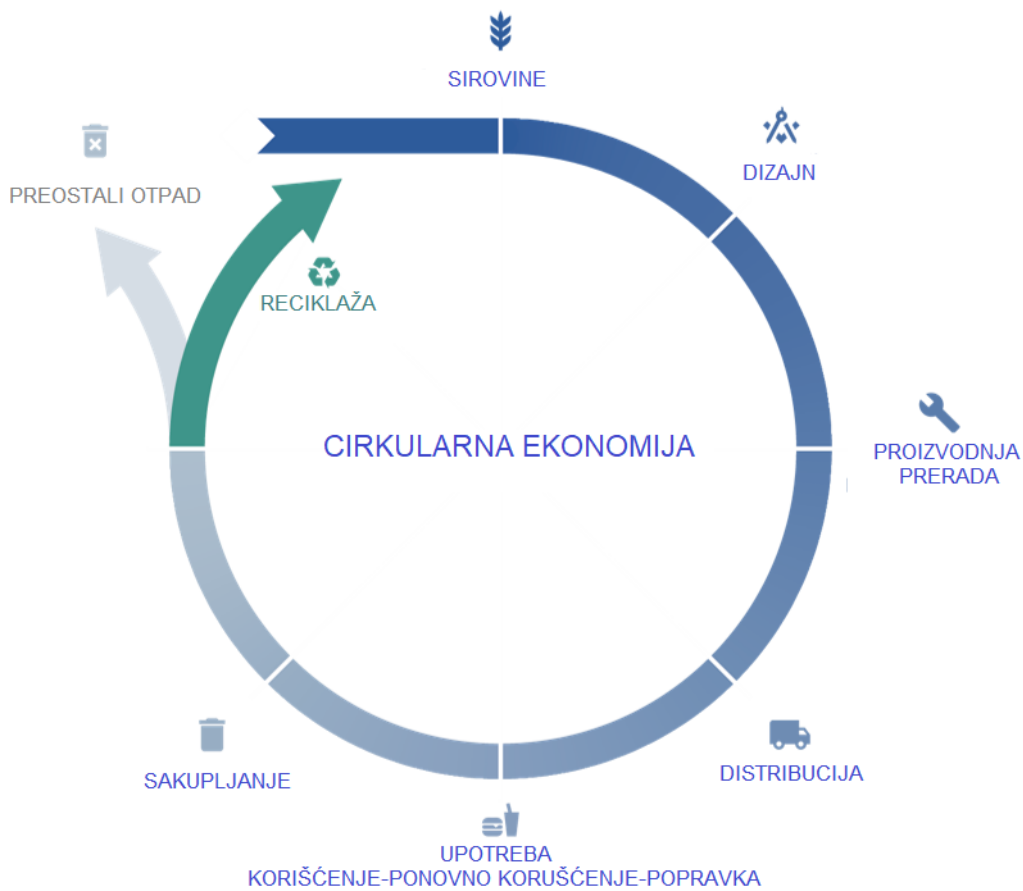 SIROVINE
DIZAJN
PREOSTALI OTPAD
RECIKLAŽA
CIRKULARNA EKONOMIJA
PROIZVODNJA
PRERADA
DISTRIBUCIJA
SAKUPLJANJE
UPOTREBA
KORIŠĆENJE-PONOVNO KORUŠĆENJE-POPRAVKA